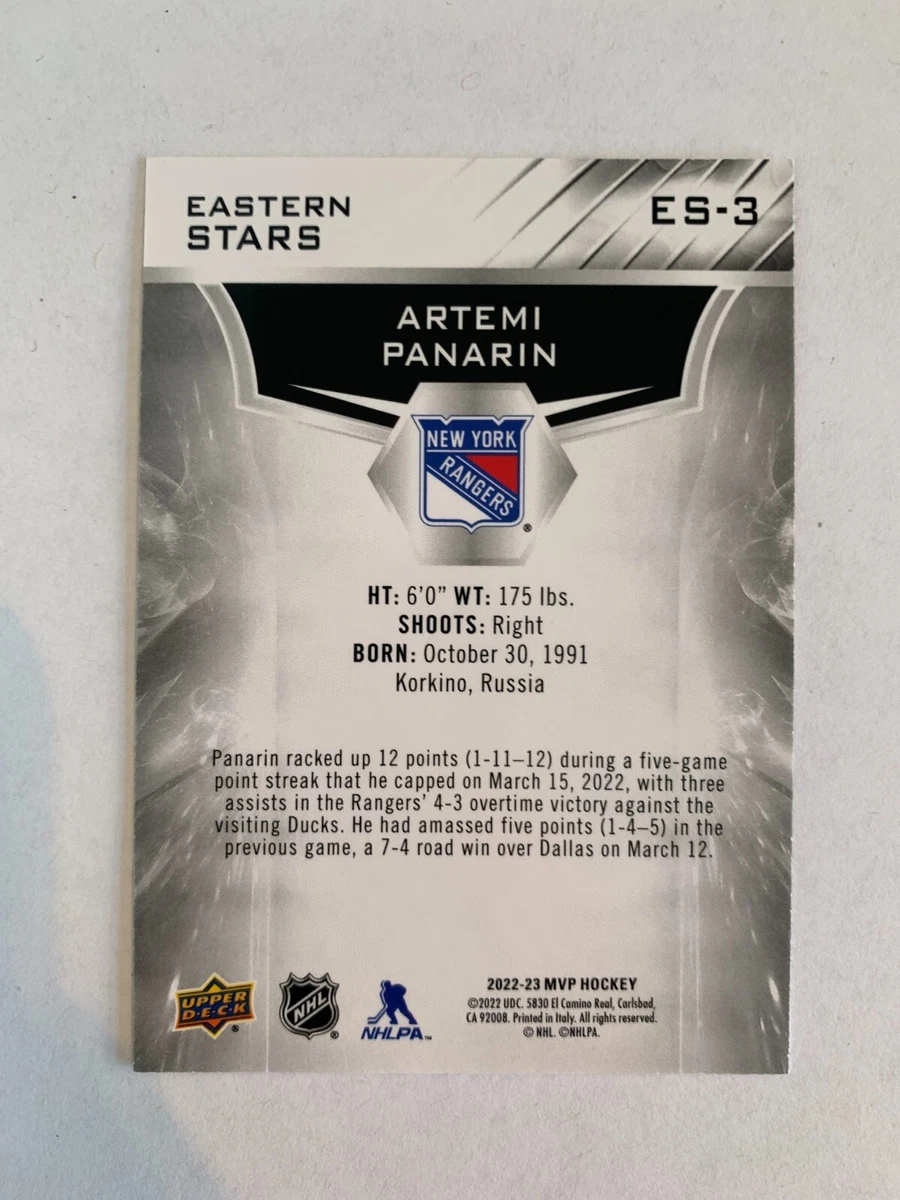 EASTERN
STARS
ES-3
ARTEMI
PANARIN
NEW YORK
RANGERS
®
HT: 6'0" WT: 175 lbs.
SHOOTS: Right
BORN: October 30, 1991
Korkino, Russia
Panarin racked up 12 points (1-11–12) during a five-game
point streak that he capped on March 15, 2022, with three
assists in the Rangers' 4-3 overtime victory against the
visiting Ducks. He had amassed five points (1-4–5) in the
previous game, a 7-4 road win over Dallas on March 12.
UPPER
D·E·C·K
®
NHL
®
NHLPA™
2022-23 MVP HOCKEY
©2022 UDC. 5830 El Camino Real, Carlsbad,
CA 92008. Printed in Italy. All rights reserved.
© NHL. ©NHLPA.